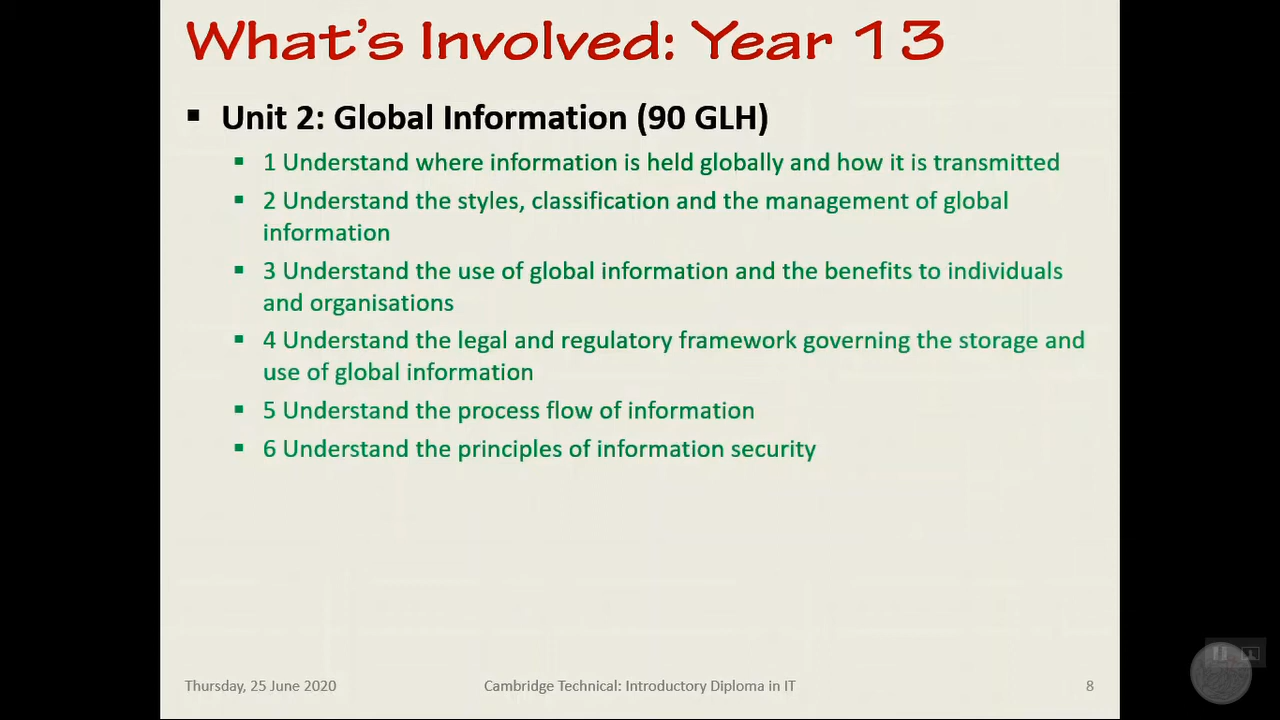 What's Involved: Year 13
▪ Unit 2: Global Information (90 GLH)
▪ 1 Understand where information is held globally and how it is transmitted
▪ 2 Understand the styles, classification and the management of global
information
▪ 3 Understand the use of global information and the benefits to individuals
and organisations
▪ 4 Understand the legal and regulatory framework governing the storage and
use of global information
▪ 5 Understand the process flow of information
▪ 6 Understand the principles of information security
Thursday, 25 June 2020 Cambridge Technical: Introductory Diploma in IT 8